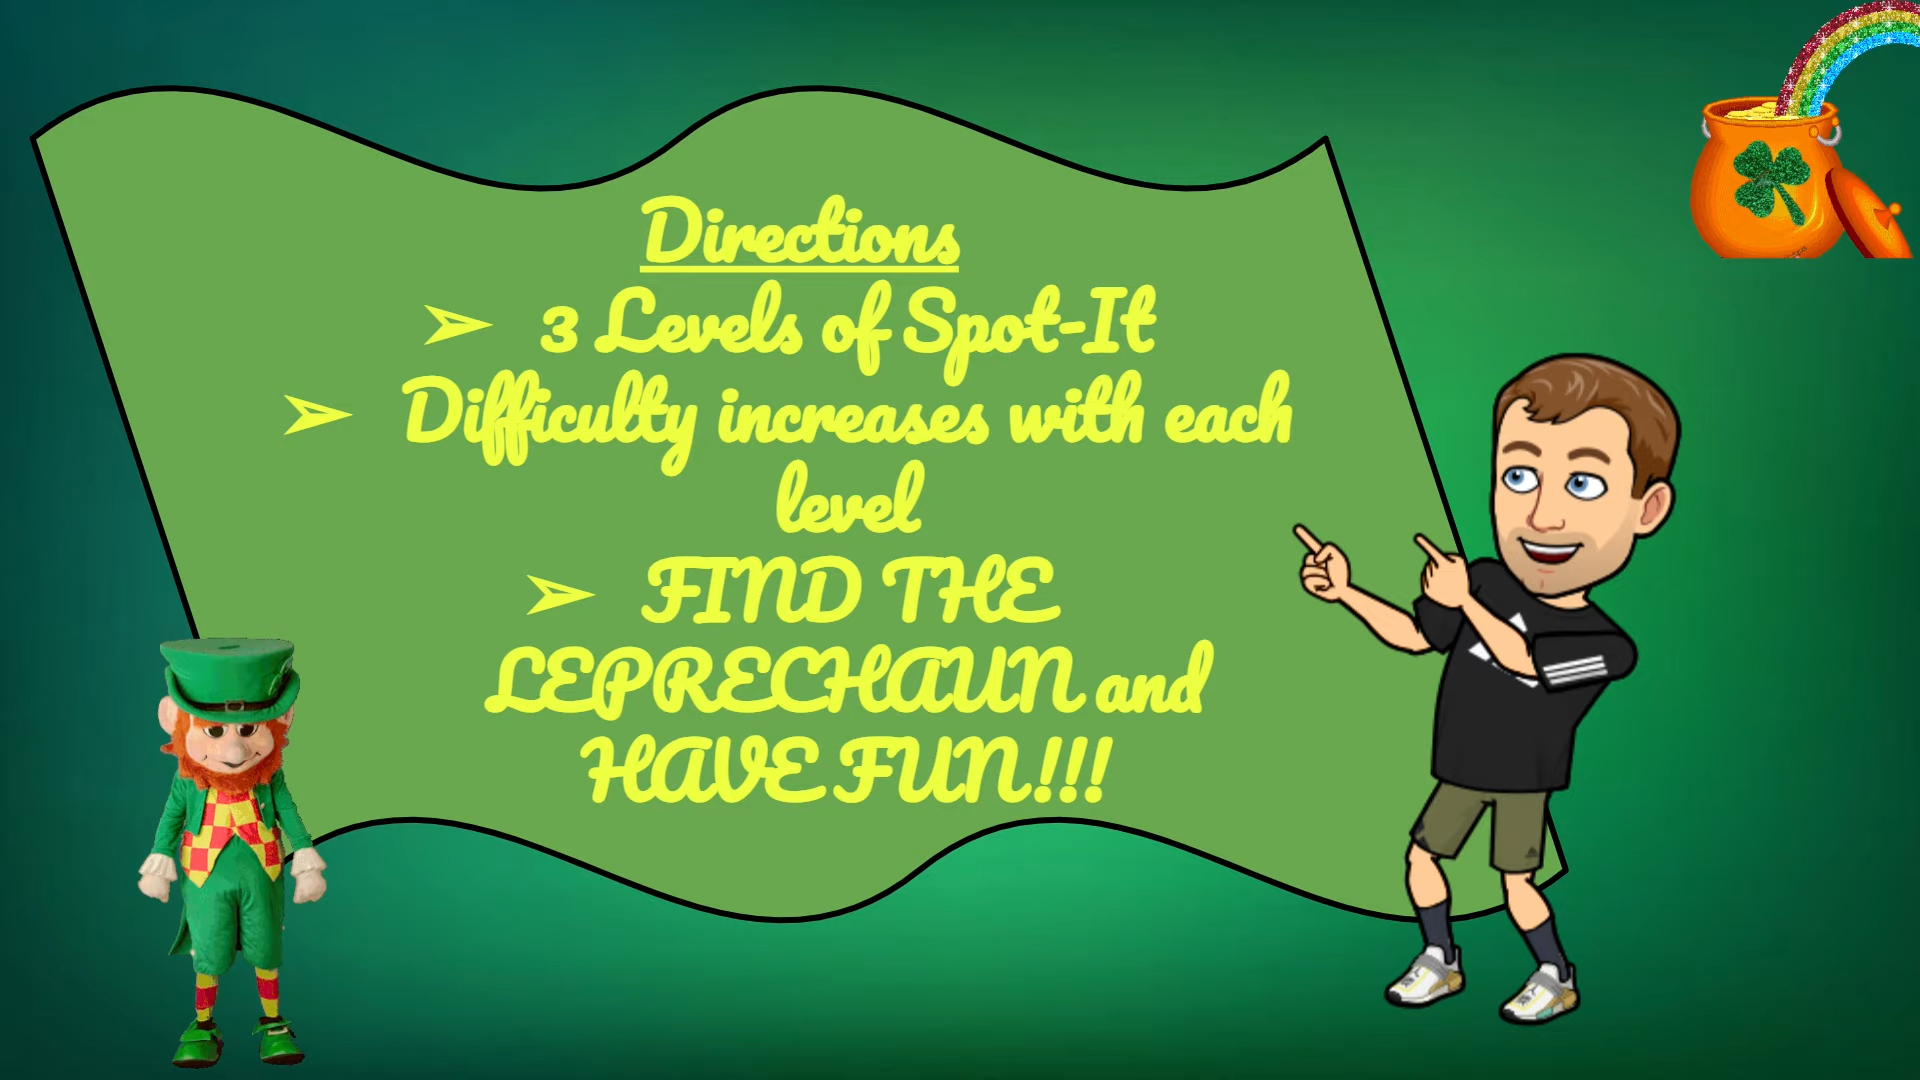 Directions
➢ 3 Levels of Spot-It
➢ Difficulty increases with each
level
➢ FIND THE
LEPRECHAUN and
HAVE FUN!!!